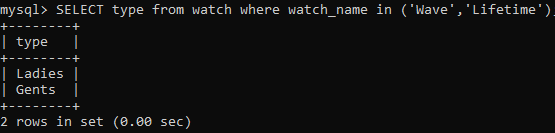 mysql> SELECT type from watch where watch_name in ('Wave','Lifetime');
+--------+
| type   |
+--------+
| Ladies |
| Gents  |
+--------+
2 rows in set (0.00 sec)